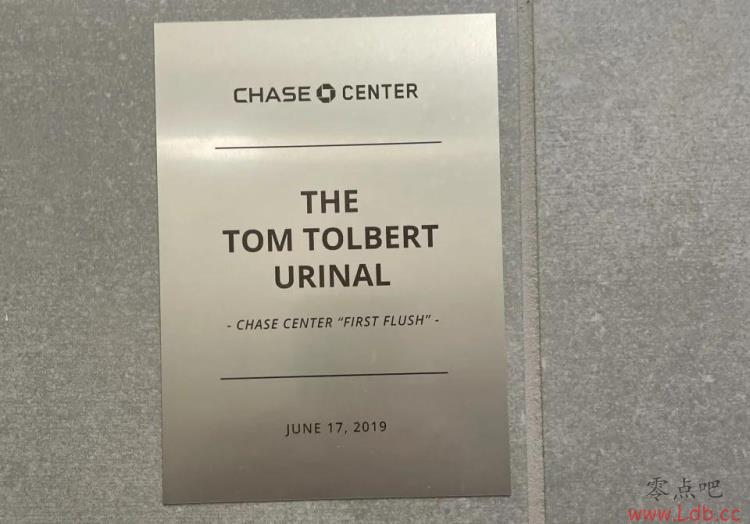 CHASE CENTER
THE
TOM TOLBERT
URINAL
- CHASE CENTER “FIRST FLUSH” -
JUNE 17, 2019
零点吧
www.Ldb.cc